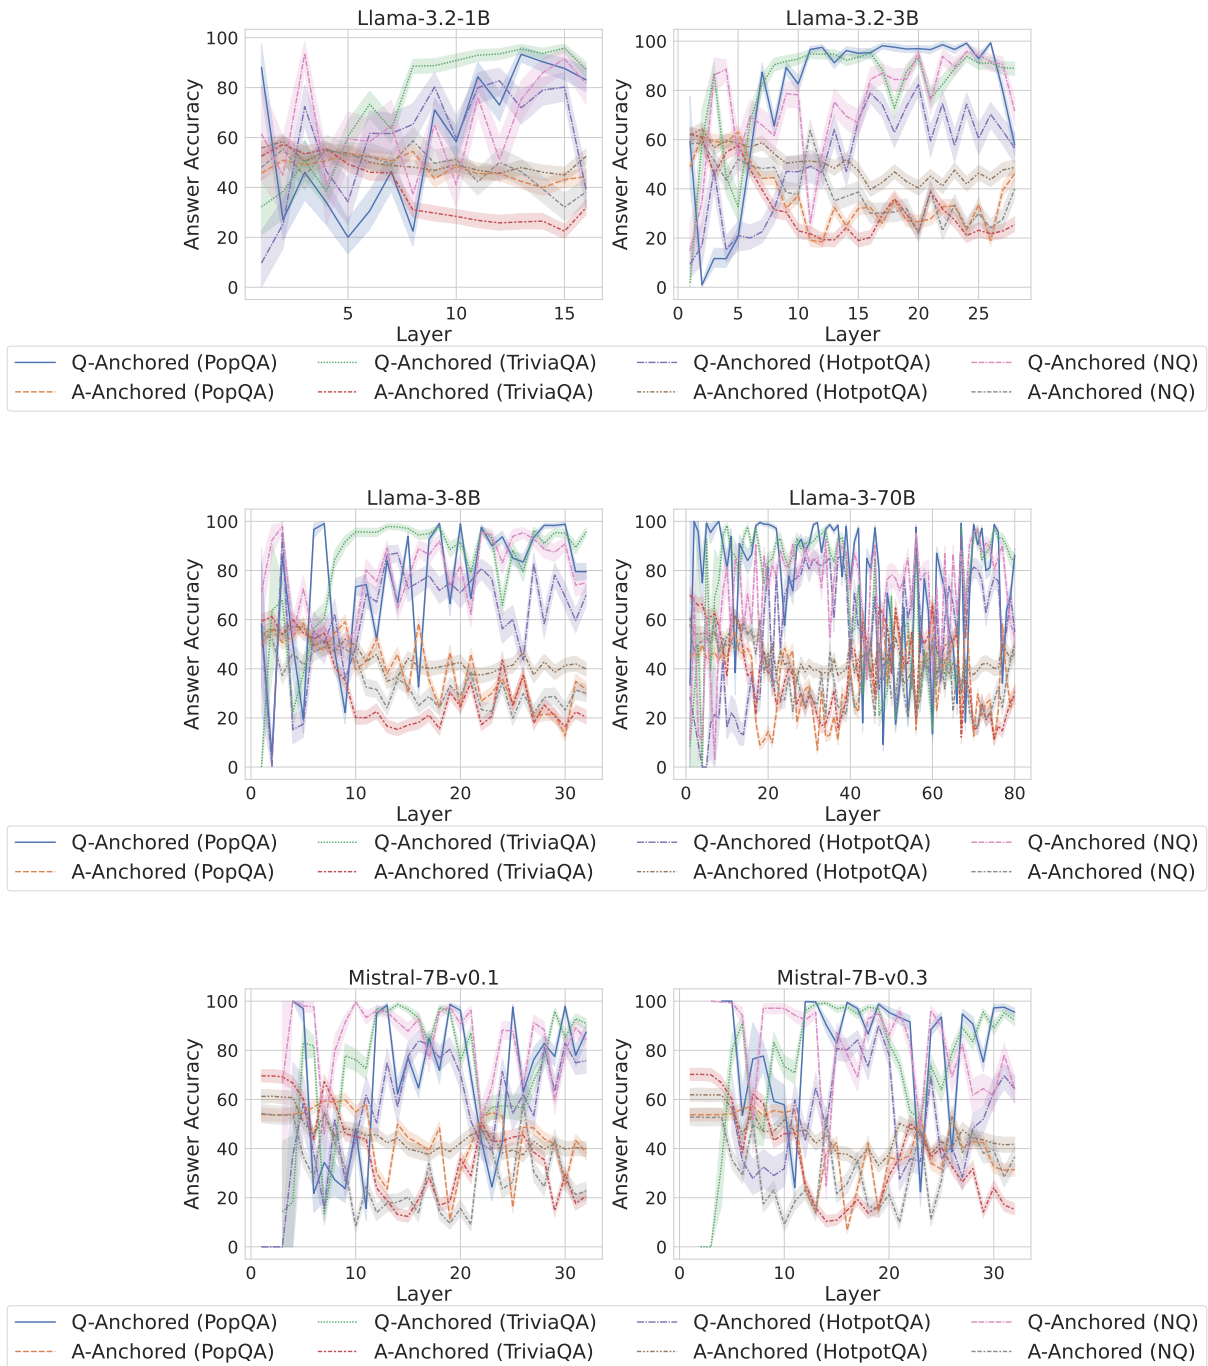 Llama-3.2-1B
Llama-3.2-3B
Answer Accuracy
0
20
40
60
80
100
5
10
15
Layer
Answer Accuracy
0
20
40
60
80
100
0
5
10
15
20
25
Layer
Q-Anchored (PopQA) Q-Anchored (TriviaQA) Q-Anchored (HotpotQA) Q-Anchored (NQ)
A-Anchored (PopQA) A-Anchored (TriviaQA) A-Anchored (HotpotQA) A-Anchored (NQ)
Llama-3-8B
Llama-3-70B
Answer Accuracy
0
20
40
60
80
100
0
10
20
30
Layer
Answer Accuracy
0
20
40
60
80
100
0
20
40
60
80
Layer
Q-Anchored (PopQA) Q-Anchored (TriviaQA) Q-Anchored (HotpotQA) Q-Anchored (NQ)
A-Anchored (PopQA) A-Anchored (TriviaQA) A-Anchored (HotpotQA) A-Anchored (NQ)
Mistral-7B-v0.1
Mistral-7B-v0.3
Answer Accuracy
0
20
40
60
80
100
0
10
20
30
Layer
Answer Accuracy
0
20
40
60
80
100
0
10
20
30
Layer
Q-Anchored (PopQA) Q-Anchored (TriviaQA) Q-Anchored (HotpotQA) Q-Anchored (NQ)
A-Anchored (PopQA) A-Anchored (TriviaQA) A-Anchored (HotpotQA) A-Anchored (NQ)